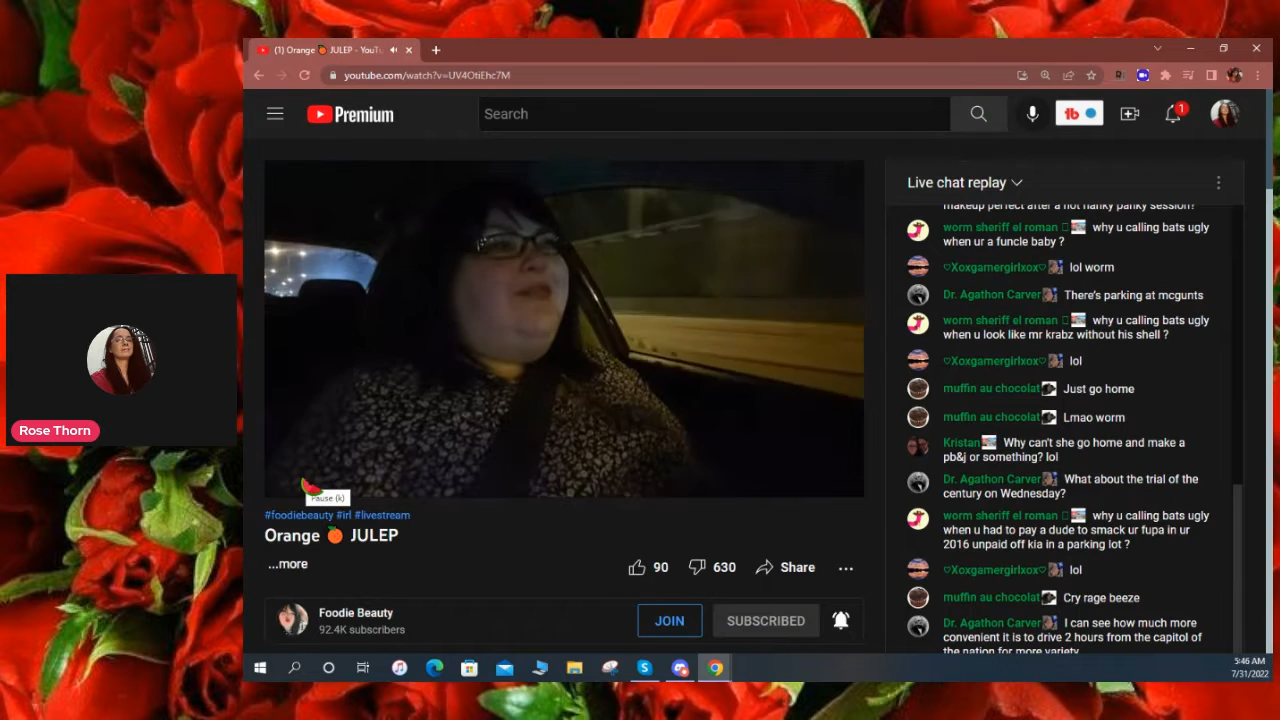 (1) Orange 🍊 JULEP - YouTu
youtube.com/watch?v=UV4OtiEhc7M
Premium
Search
1
Live chat replay
makeup perfect after a hot hanky panky session?
worm sheriff el roman why u calling bats ugly
when ur a funcle baby ?
♡Xoxgamergirlxox♡ lol worm
Dr. Agathon Carver There's parking at mcgunts
worm sheriff el roman why u calling bats ugly
when u look like mr krabz without his shell ?
♡Xoxgamergirlxox♡ lol
muffin au chocolat Just go home
muffin au chocolat Lmao worm
Kristan Why can't she go home and make a
pb&j or something? lol
Dr. Agathon Carver What about the trial of the
century on Wednesday?
worm sheriff el roman why u calling bats ugly
when u had to pay a dude to smack ur fupa in ur
2016 unpaid off kia in a parking lot ?
♡Xoxgamergirlxox♡ lol
muffin au chocolat Cry rage beeze
Dr. Agathon Carver I can see how much more
convenient it is to drive 2 hours from the capitol of
the nation for more variety
Rose Thorn
Pause (k)
#foodiebeauty #irl #livestream
Orange 🍊 JULEP
...more
90 630 Share
Foodie Beauty
92.4K subscribers
JOIN SUBSCRIBED
5:46 AM
7/31/2022